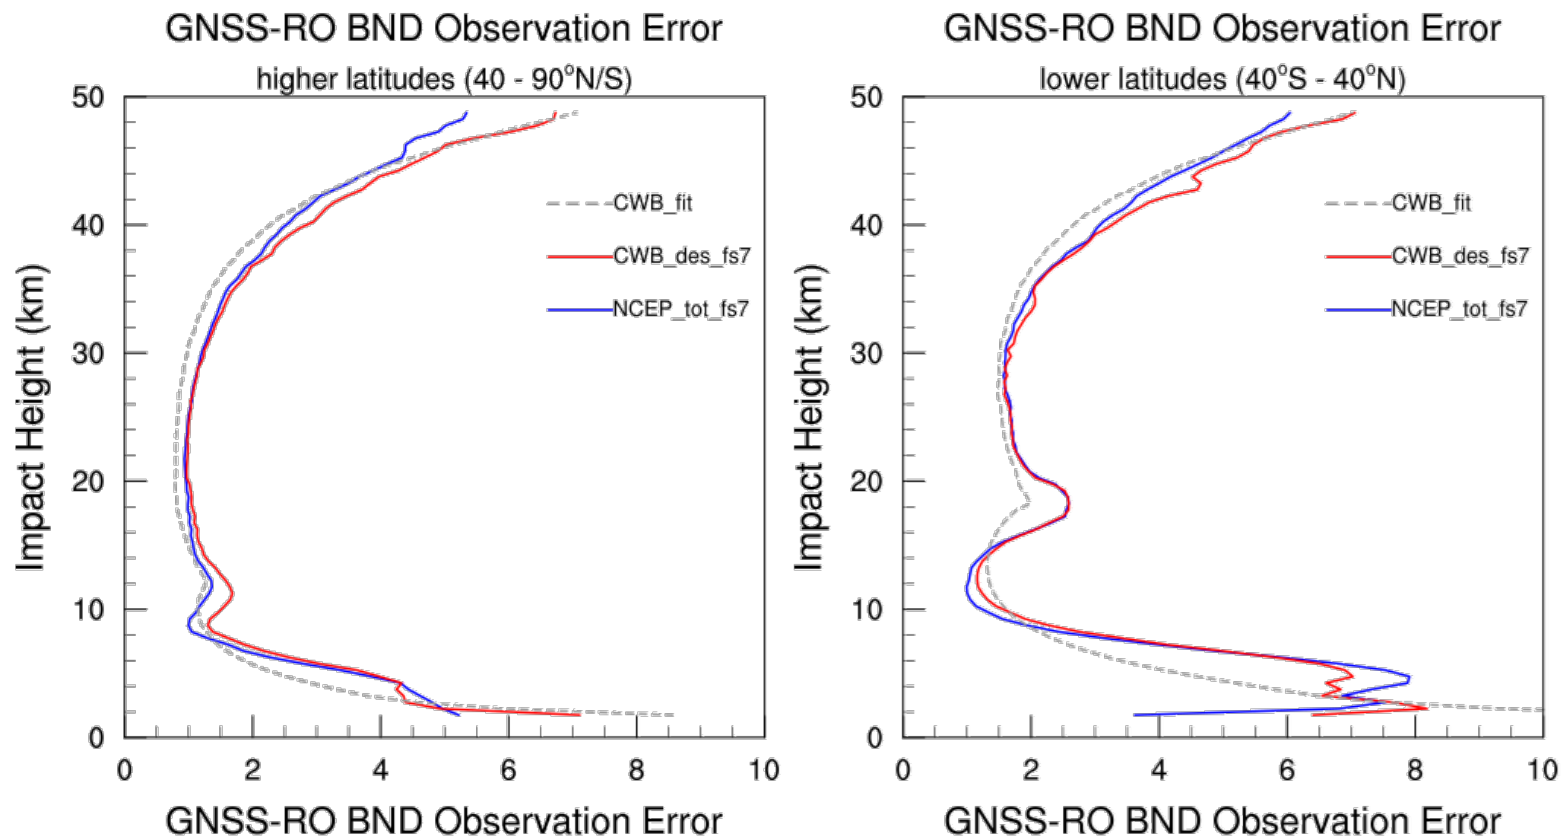 GNSS-RO BND Observation Error
higher latitudes (40 - 90°N/S)
50
40
30
20
10
0
Impact Height (km)
CWB_fit
CWB_des_fs7
NCEP_tot_fs7
0 2 4 6 8 10
GNSS-RO BND Observation Error
GNSS-RO BND Observation Error
lower latitudes (40°S - 40°N)
50
40
30
20
10
0
Impact Height (km)
CWB_fit
CWB_des_fs7
NCEP_tot_fs7
0 2 4 6 8 10
GNSS-RO BND Observation Error